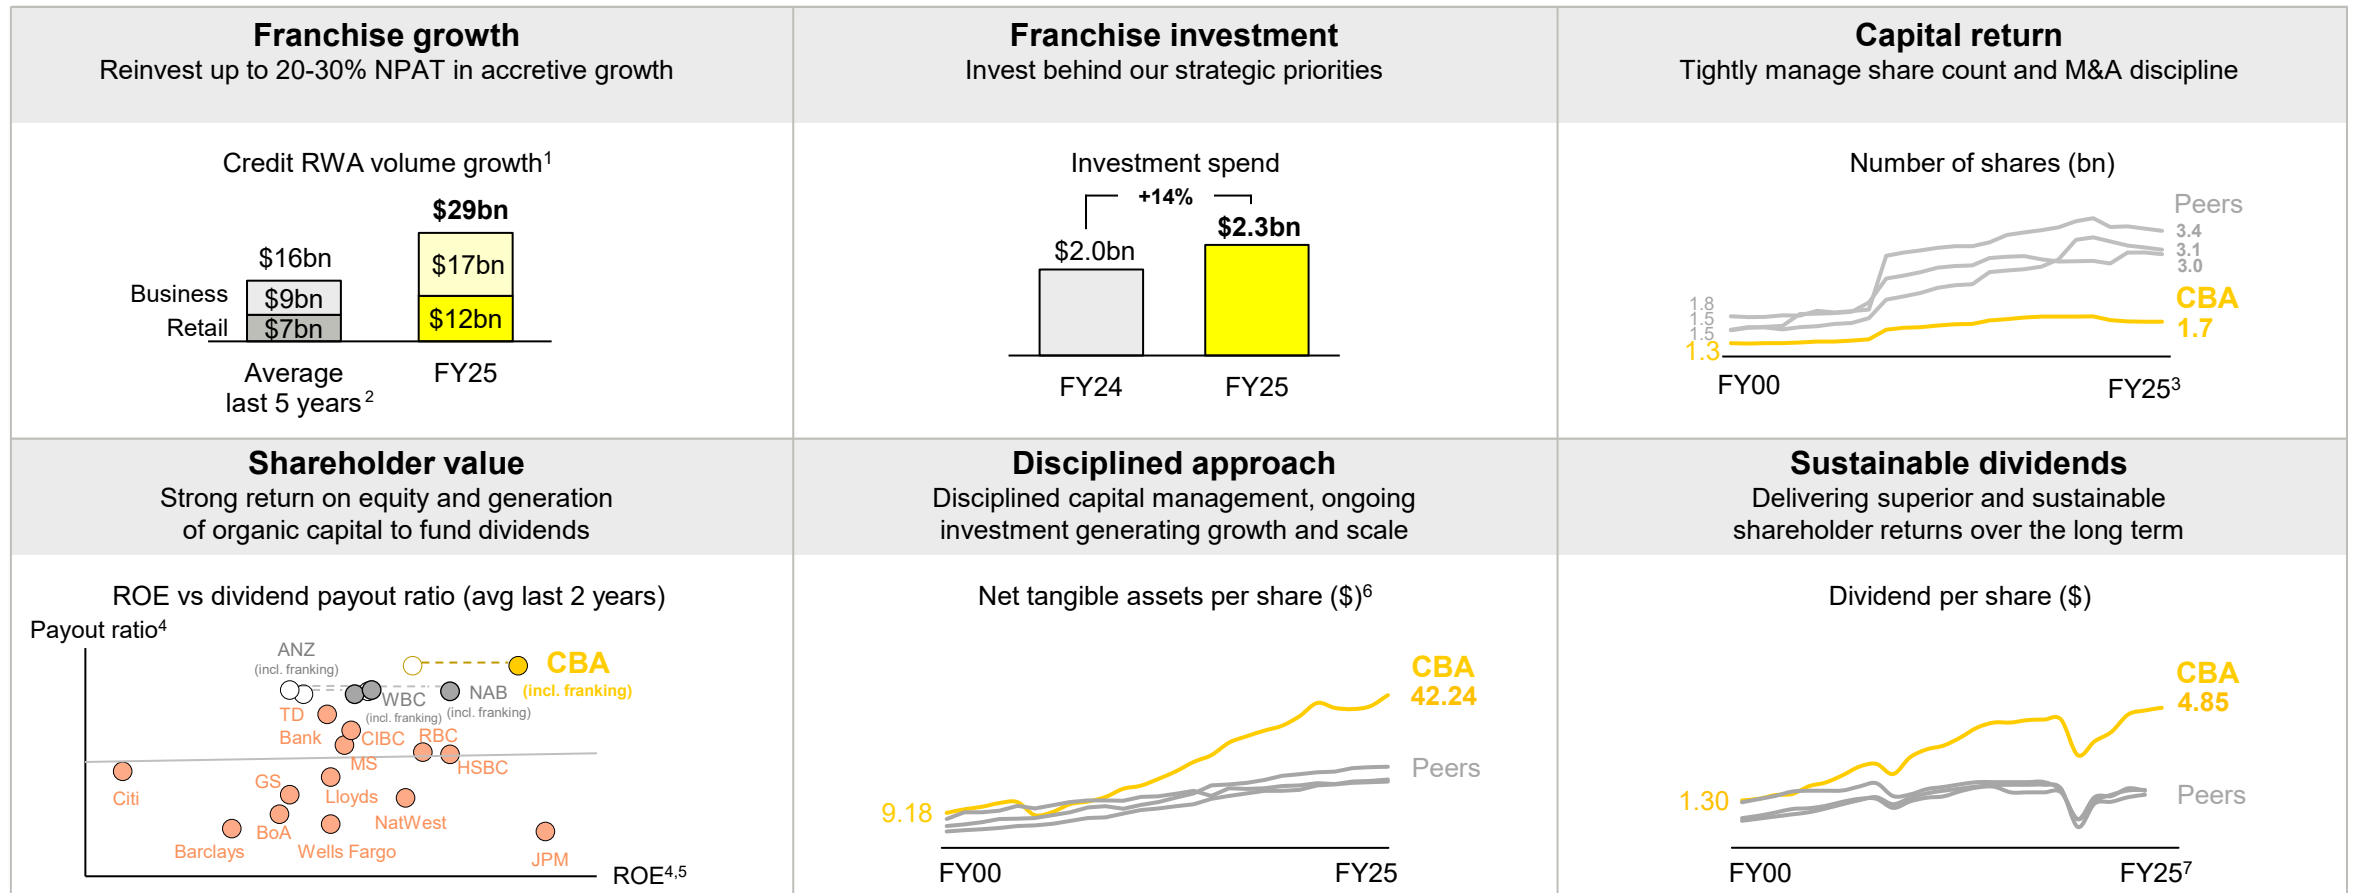 Franchise growth
Reinvest up to 20-30% NPAT in accretive growth
Credit RWA volume growth1
$29bn
$16bn
$17bn
Business
$9bn
Retail
$7bn
$12bn
Average
last 5 years2
FY25
Franchise investment
Invest behind our strategic priorities
Investment spend
+14%
$2.3bn
$2.0bn
FY24
FY25
Capital return
Tightly manage share count and M&A discipline
Number of shares (bn)
Peers
3.4
3.1
3.0
CBA
1.7
1.8
1.5
1.5
1.3
FY00
FY253
Shareholder value
Strong return on equity and generation
of organic capital to fund dividends
ROE vs dividend payout ratio (avg last 2 years)
Payout ratio4
ANZ
(incl. franking)
CBA
(incl. franking)
WBC
(incl. franking)
NAB
(incl. franking)
TD
Bank
CIBC
RBC
MS
HSBC
Citi
GS
Lloyds
NatWest
BoA
Barclays
Wells Fargo
JPM
ROE4,5
Disciplined approach
Disciplined capital management, ongoing
investment generating growth and scale
Net tangible assets per share ($)6
CBA
42.24
Peers
9.18
FY00
FY25
Sustainable dividends
Delivering superior and sustainable
shareholder returns over the long term
Dividend per share ($)
CBA
4.85
1.30
Peers
FY00
FY257